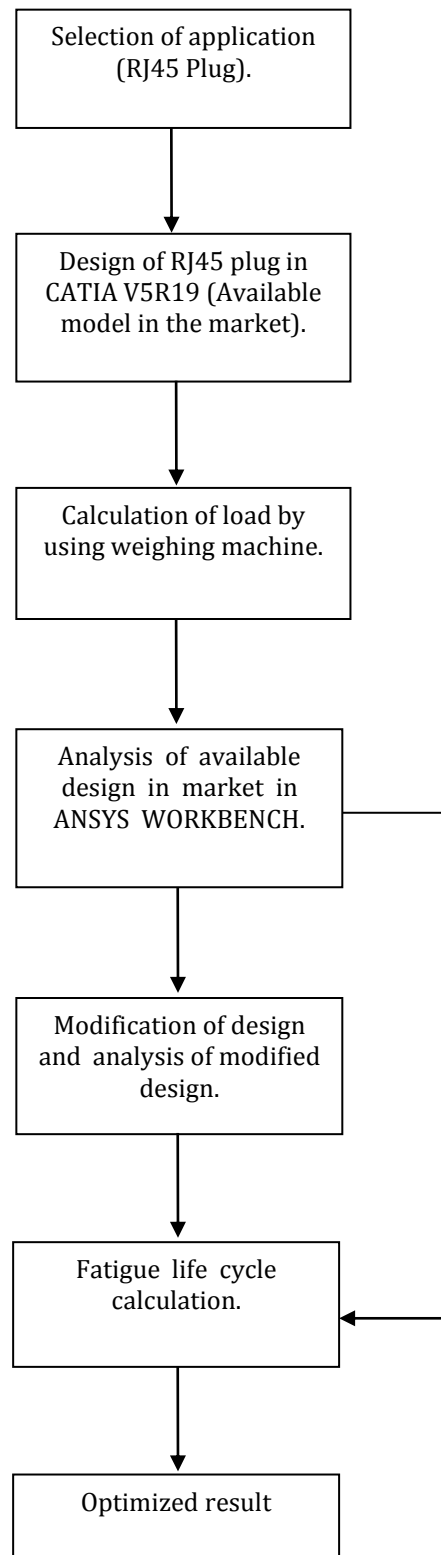 Selection of application
(RJ45 Plug).
Design of RJ45 plug in
CATIA V5R19 (Available
model in the market).
Calculation of load by
using weighing machine.
Analysis of available
design in market in
ANSYS WORKBENCH.
Modification of design
and analysis of modified
design.
Fatigue life cycle
calculation.
Optimized result